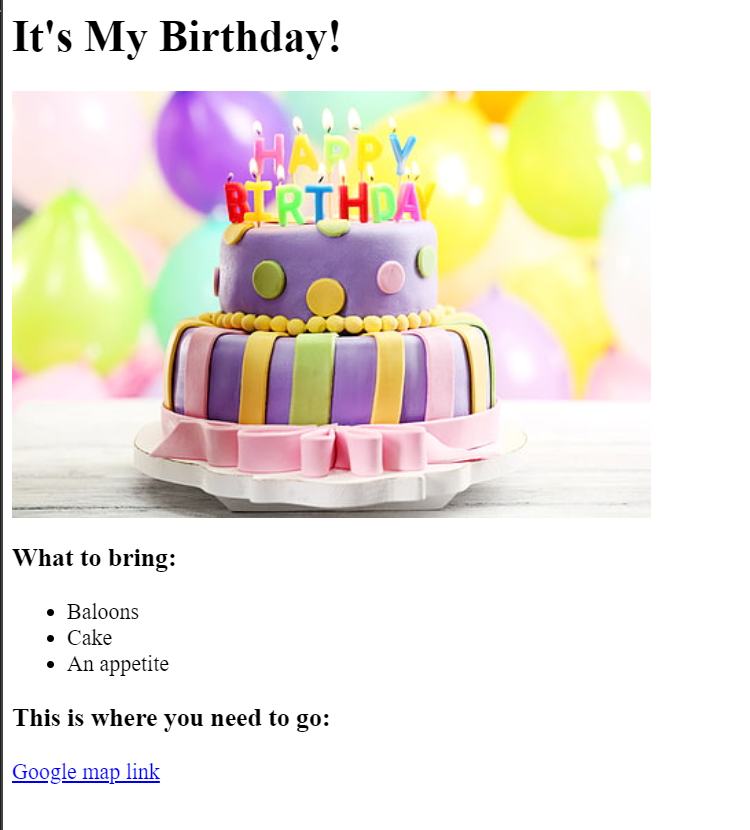 It's My Birthday!
HAPPY
BIRTHDAY
What to bring:
Baloons
Cake
An appetite
This is where you need to go:
Google map link